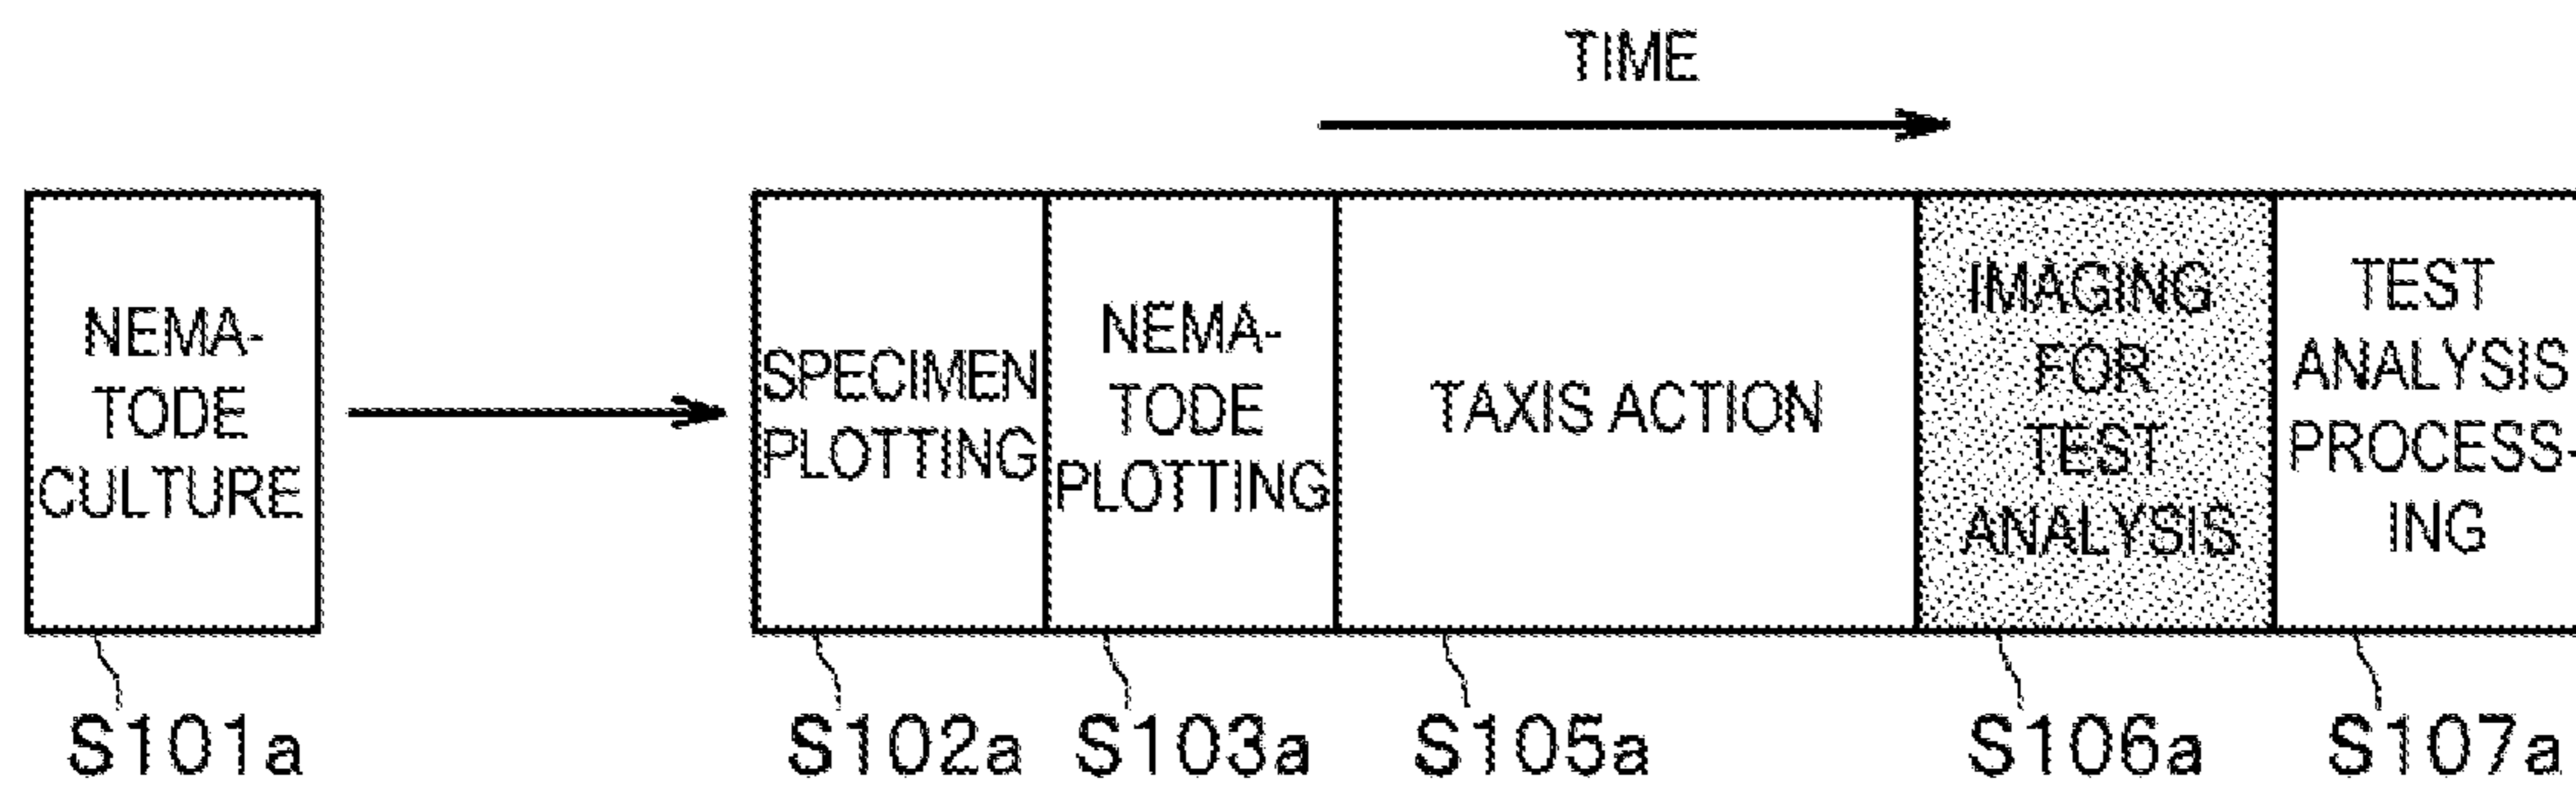 TIME
NEMA-
TODE
CULTURE
SPECIMEN
PLOTTING
NEMA-
TODE
PLOTTING
TAXIS ACTION
IMAGING
FOR
TEST
ANALYSIS
TEST
ANALYSIS
PROCESS-
ING
S101a
S102a
S103a
S105a
S106a
S107a